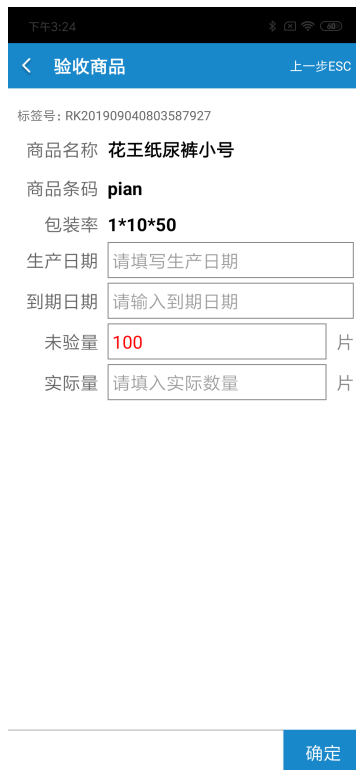 下午3:24
60
验收商品
上一步ESC
标签号: RK201909040803587927
商品名称 花王纸尿裤小号
商品条码 pian
包装率 1*10*50
生产日期 请填写生产日期
到期日期 请输入到期日期
未验量 100 片
实际量 请填入实际数量 片
确定